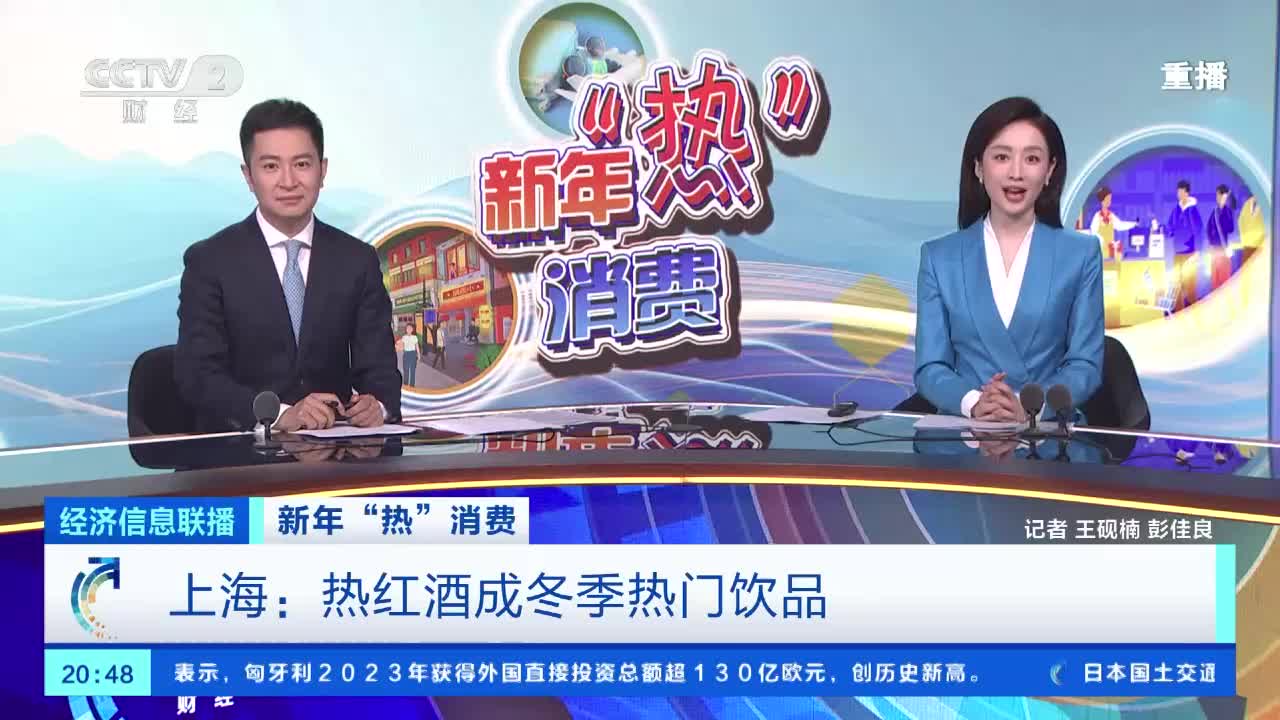 CCTV 2
财 经
重播
新年“热”
消费
经济信息联播
新年“热”消费
记者 王砚楠 彭佳良
上海：热红酒成冬季热门饮品
20:48
表示，匈牙利2023年获得外国直接投资总额超130亿欧元，创历史新高。
日本国土交通
财 经